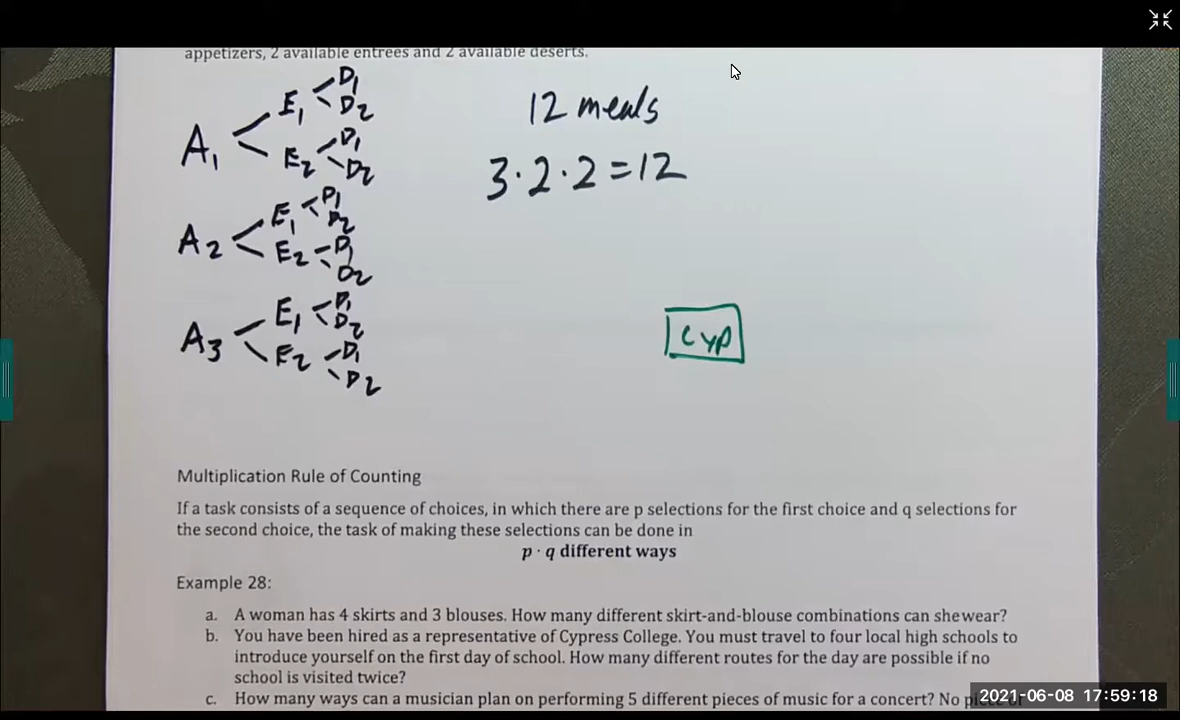 appetizers, 2 available entrees and 2 available deserts.
D1
E1
D2
12 meals
A1
D1
E2
D2
3·2·2=12
D1
E1
D2
A2
E2
D1
D2
E1
D1
D2
CYP
A3
E2
D1
D2
Multiplication Rule of Counting
If a task consists of a sequence of choices, in which there are p selections for the first choice and q selections for
the second choice, the task of making these selections can be done in
p · q different ways
Example 28:
a. A woman has 4 skirts and 3 blouses. How many different skirt-and-blouse combinations can shewear?
b. You have been hired as a representative of Cypress College. You must travel to four local high schools to
introduce yourself on the first day of school. How many different routes for the day are possible if no
school is visited twice?
c. How many ways can a musician plan on performing 5 different pieces of music for a concert? No
2021-06-08 17:59:18